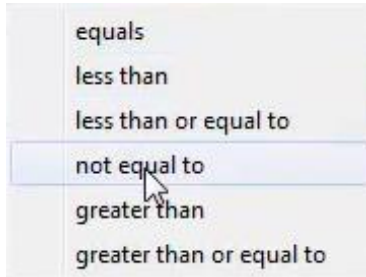 equals
less than
less than or equal to
not equal to
greater than
greater than or equal to